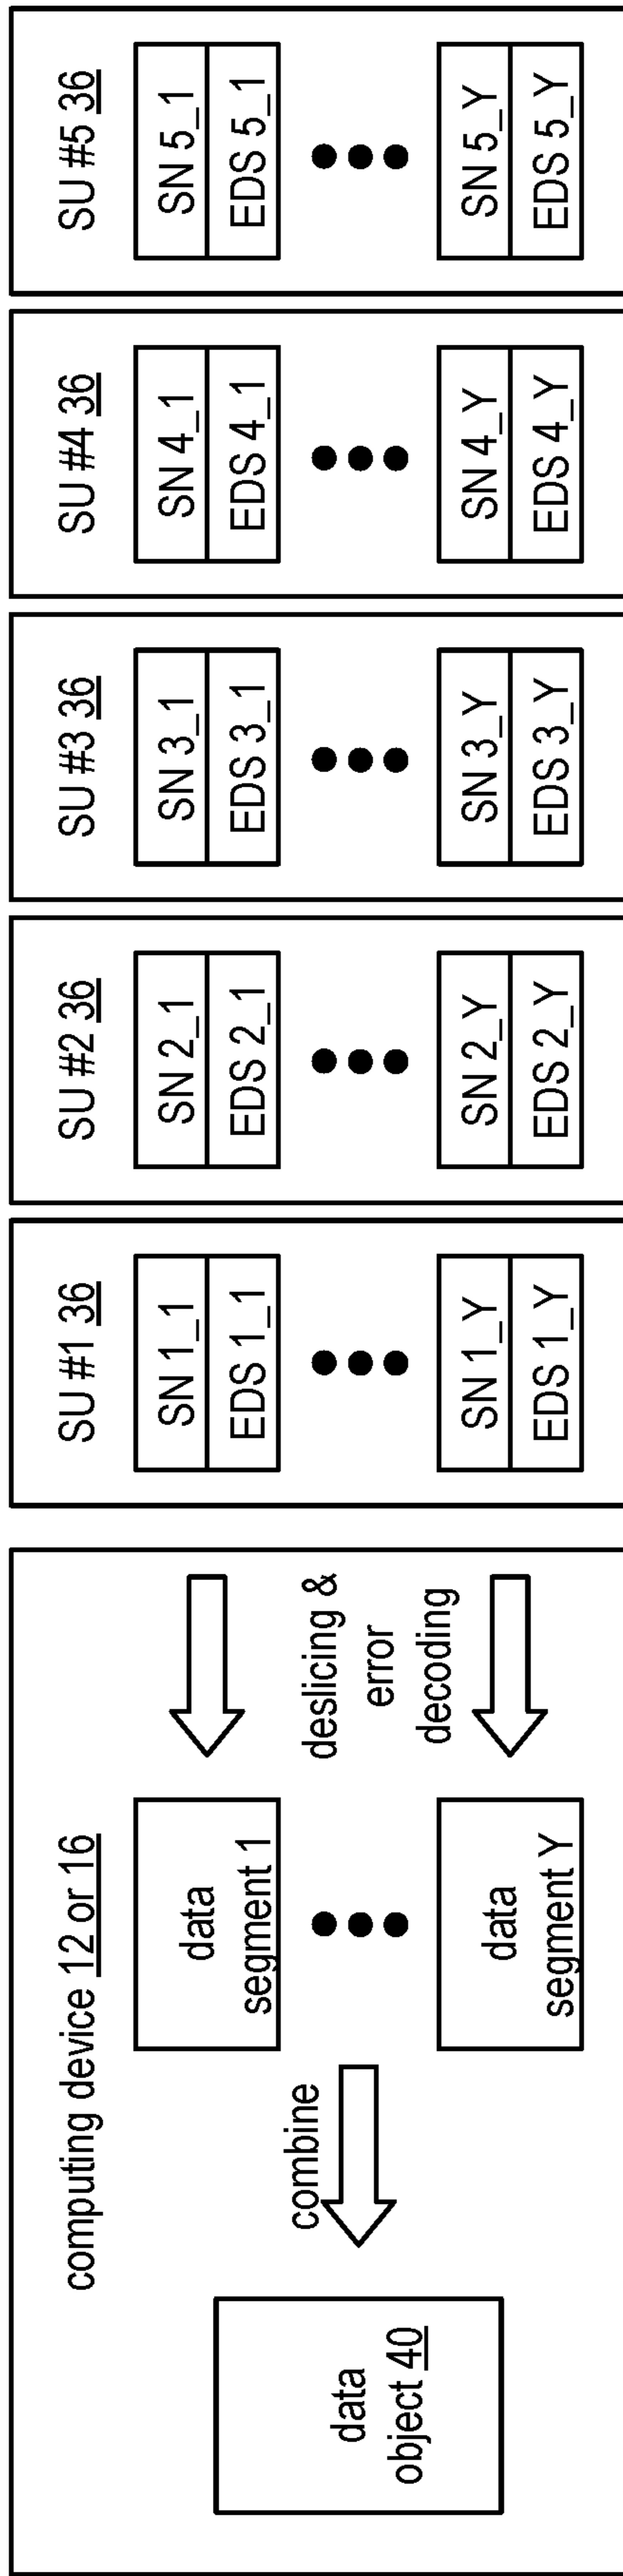 computing device 12 or 16
data
object 40
combine
data
segment 1
data
segment Y
deslicing &
error
decoding
SU #1 36
SN 1_1
EDS 1_1
SN 1_Y
EDS 1_Y
SU #2 36
SN 2_1
EDS 2_1
SN 2_Y
EDS 2_Y
SU #3 36
SN 3_1
EDS 3_1
SN 3_Y
EDS 3_Y
SU #4 36
SN 4_1
EDS 4_1
SN 4_Y
EDS 4_Y
SU #5 36
SN 5_1
EDS 5_1
SN 5_Y
EDS 5_Y